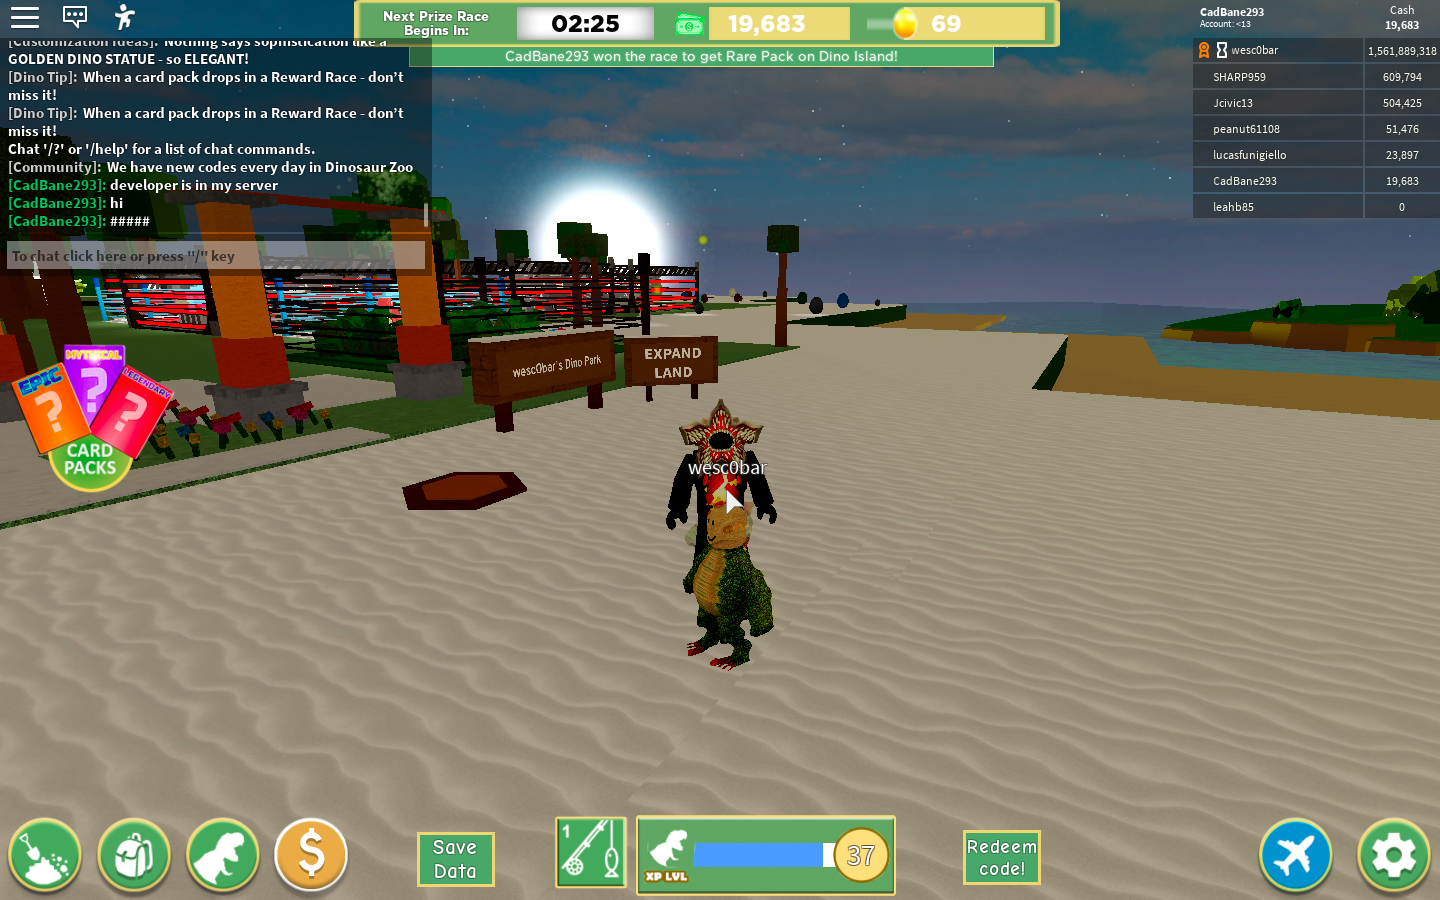 Next Prize Race
Begins In:
02:25
19,683
69
CadBane293 won the race to get Rare Pack on Dino Island!
CadBane293
Account: <13
Cash
19,683
wesc0bar 1,561,889,318
SHARP959 609,794
Jcivic13 504,425
peanut61108 51,476
lucasfunigiello 23,897
CadBane293 19,683
leahb85 0
[Customization Ideas]: Nothing says sophistication like a
GOLDEN DINO STATUE - so ELEGANT!
[Dino Tip]: When a card pack drops in a Reward Race - don't
miss it!
[Dino Tip]: When a card pack drops in a Reward Race - don't
miss it!
Chat '/?' or '/help' for a list of chat commands.
[Community]: We have new codes every day in Dinosaur Zoo
[CadBane293]: developer is in my server
[CadBane293]: hi
[CadBane293]: #####
To chat click here or press "/" key
wesc0bar's Dino Park
EXPAND
LAND
MYTHICAL
EPIC
LEGENDARY
? ? ?
CARD
PACKS
wesc0bar
$
Save
Data
1
XP LVL
37
Redeem
code!